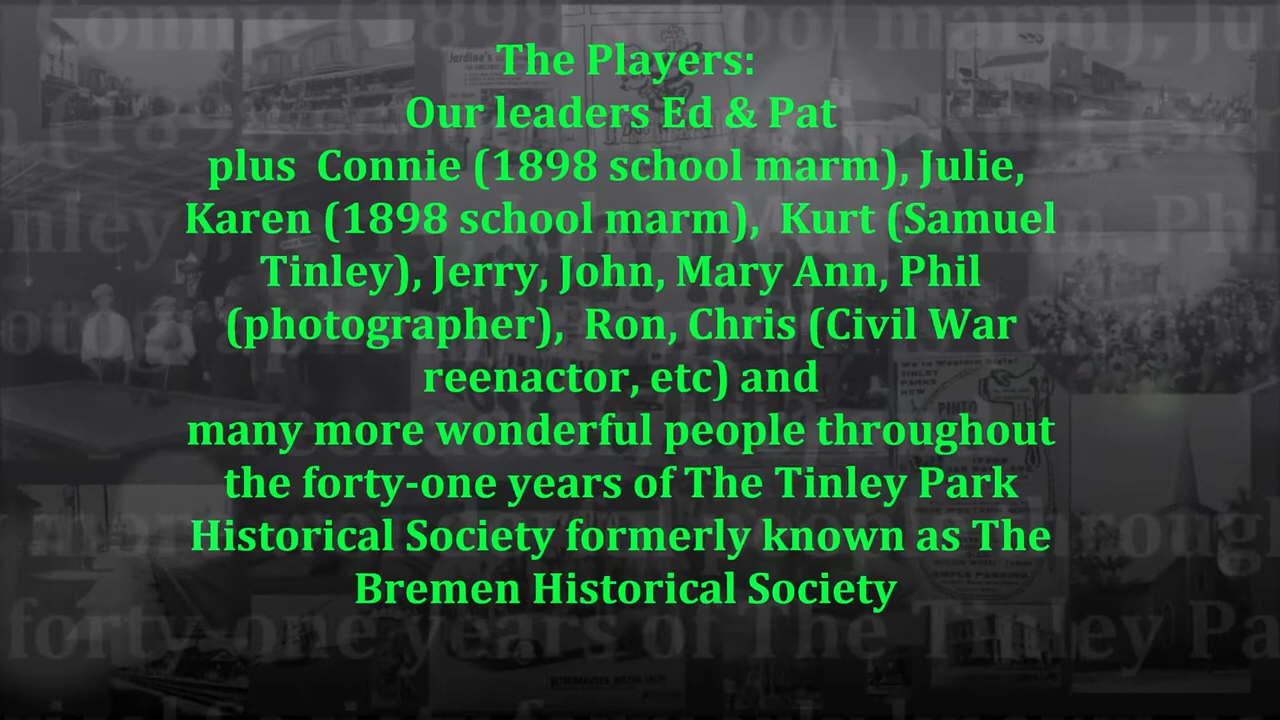 The Players:
Our leaders Ed & Pat
plus  Connie (1898 school marm), Julie,
Karen (1898 school marm),  Kurt (Samuel
Tinley), Jerry, John, Mary Ann, Phil
(photographer),  Ron, Chris (Civil War
reenactor, etc) and
many more wonderful people throughout
the forty-one years of The Tinley Park
Historical Society formerly known as The
Bremen Historical Society